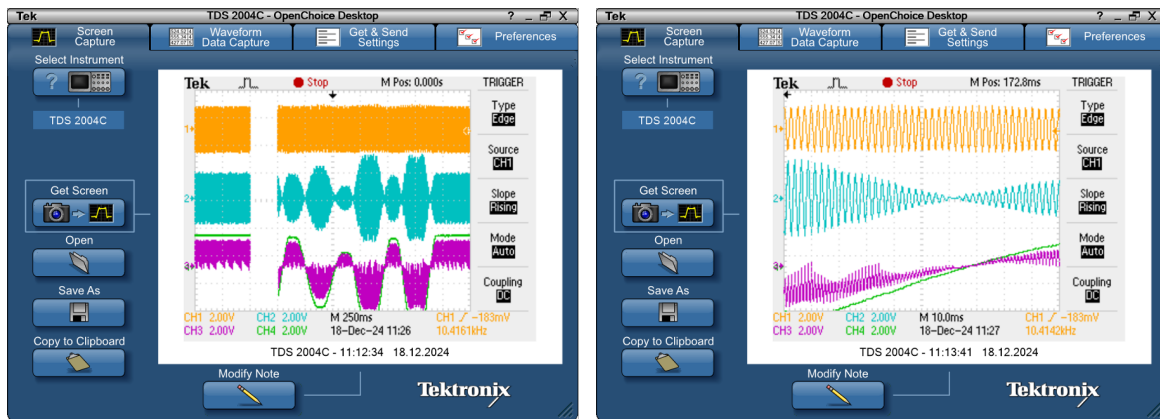 Tek TDS 2004C - OpenChoice Desktop ? _ X
Screen Capture
Waveform Data Capture
Get & Send Settings
Preferences
Select Instrument
?
TDS 2004C
Get Screen
Open
Save As
Copy to Clipboard
Tek Stop M Pos: 0.000s TRIGGER
Type
Edge
Source
CH1
Slope
Rising
Mode
Auto
Coupling
DC
1+
2+
3+
CH1 2.00V CH2 2.00V M 250ms CH1 -183mV
CH3 2.00V CH4 2.00V 18-Dec-24 11:26 10.4161kHz
TDS 2004C - 11:12:34 18.12.2024
Modify Note
Tektronix
Tek TDS 2004C - OpenChoice Desktop ? _ X
Screen Capture
Waveform Data Capture
Get & Send Settings
Preferences
Select Instrument
?
TDS 2004C
Get Screen
Open
Save As
Copy to Clipboard
Tek Stop M Pos: 172.8ms TRIGGER
Type
Edge
Source
CH1
Slope
Rising
Mode
Auto
Coupling
DC
1+
2+
3+
CH1 2.00V CH2 2.00V M 10.0ms CH1 -183mV
CH3 2.00V CH4 2.00V 18-Dec-24 11:27 10.4142kHz
TDS 2004C - 11:13:41 18.12.2024
Modify Note
Tektronix